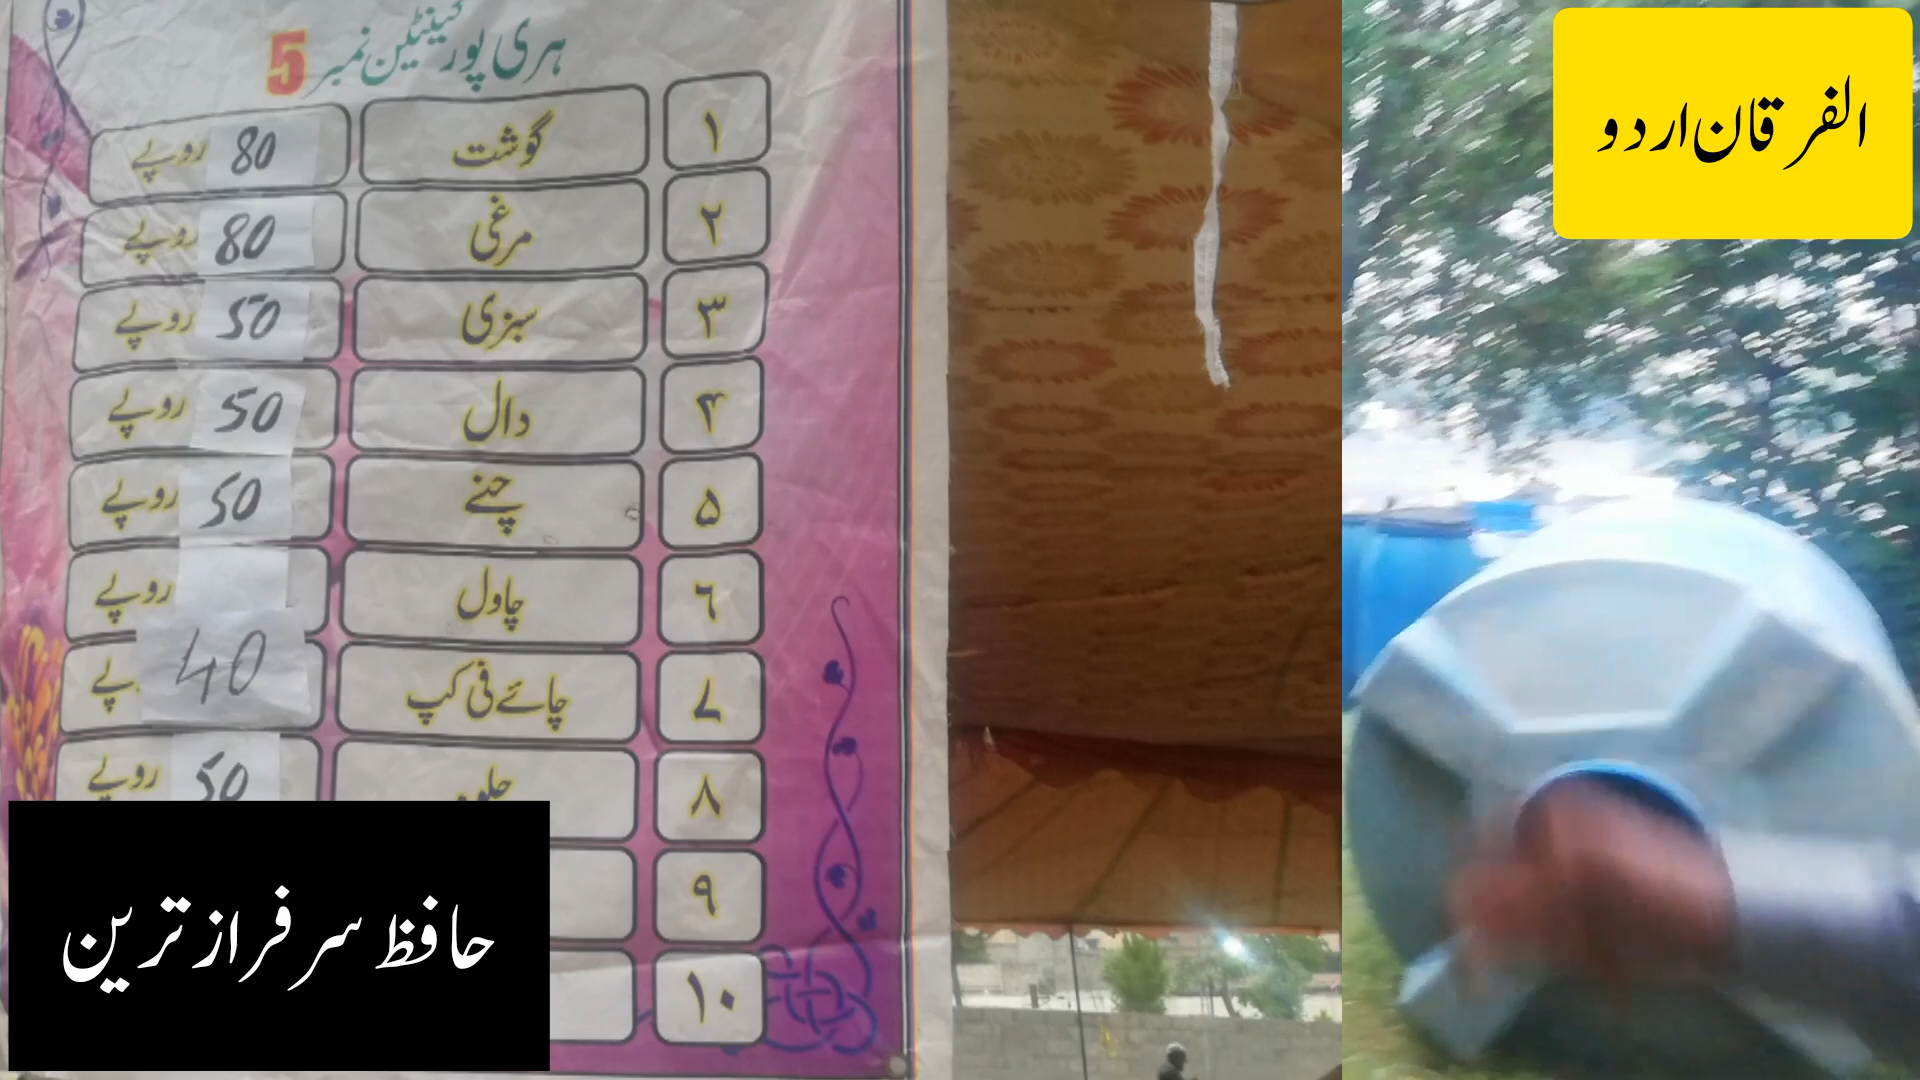 ہری پور کینٹین نمبر 5
۱ گوشت 80 روپے
۲ مرغی 80 روپے
۳ سبزی 50 روپے
۴ دال 50 روپے
۵ چنے 50 روپے
۶ چاول روپے
۷ چائے فی کپ 40
۸ 50 روپے
۹
۱۰
الفرقان اردو
حافظ سرفراز ترین